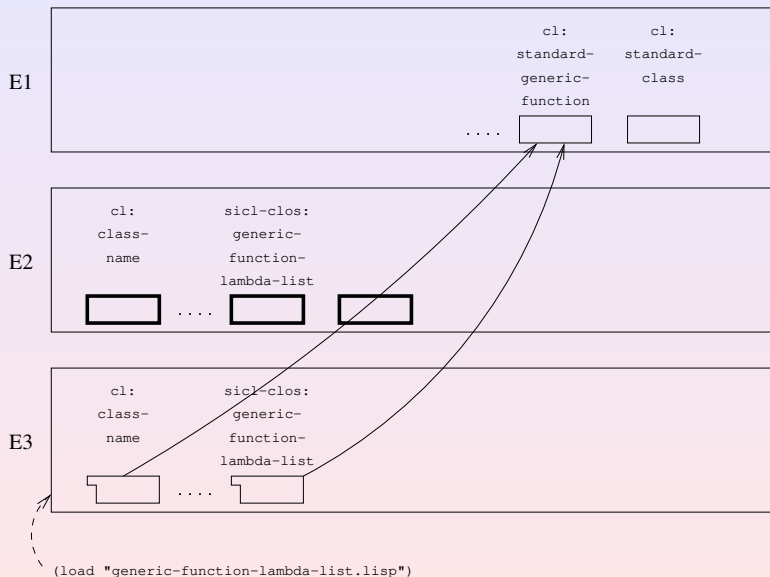 cl:
standard-
generic-
function
cl:
standard-
class
E1
....
cl:
class-
name
sicl-clos:
generic-
function-
lambda-list
E2
....
cl:
class-
name
sicl-clos:
generic-
function-
lambda-list
E3
....
(load "generic-function-lambda-list.lisp")